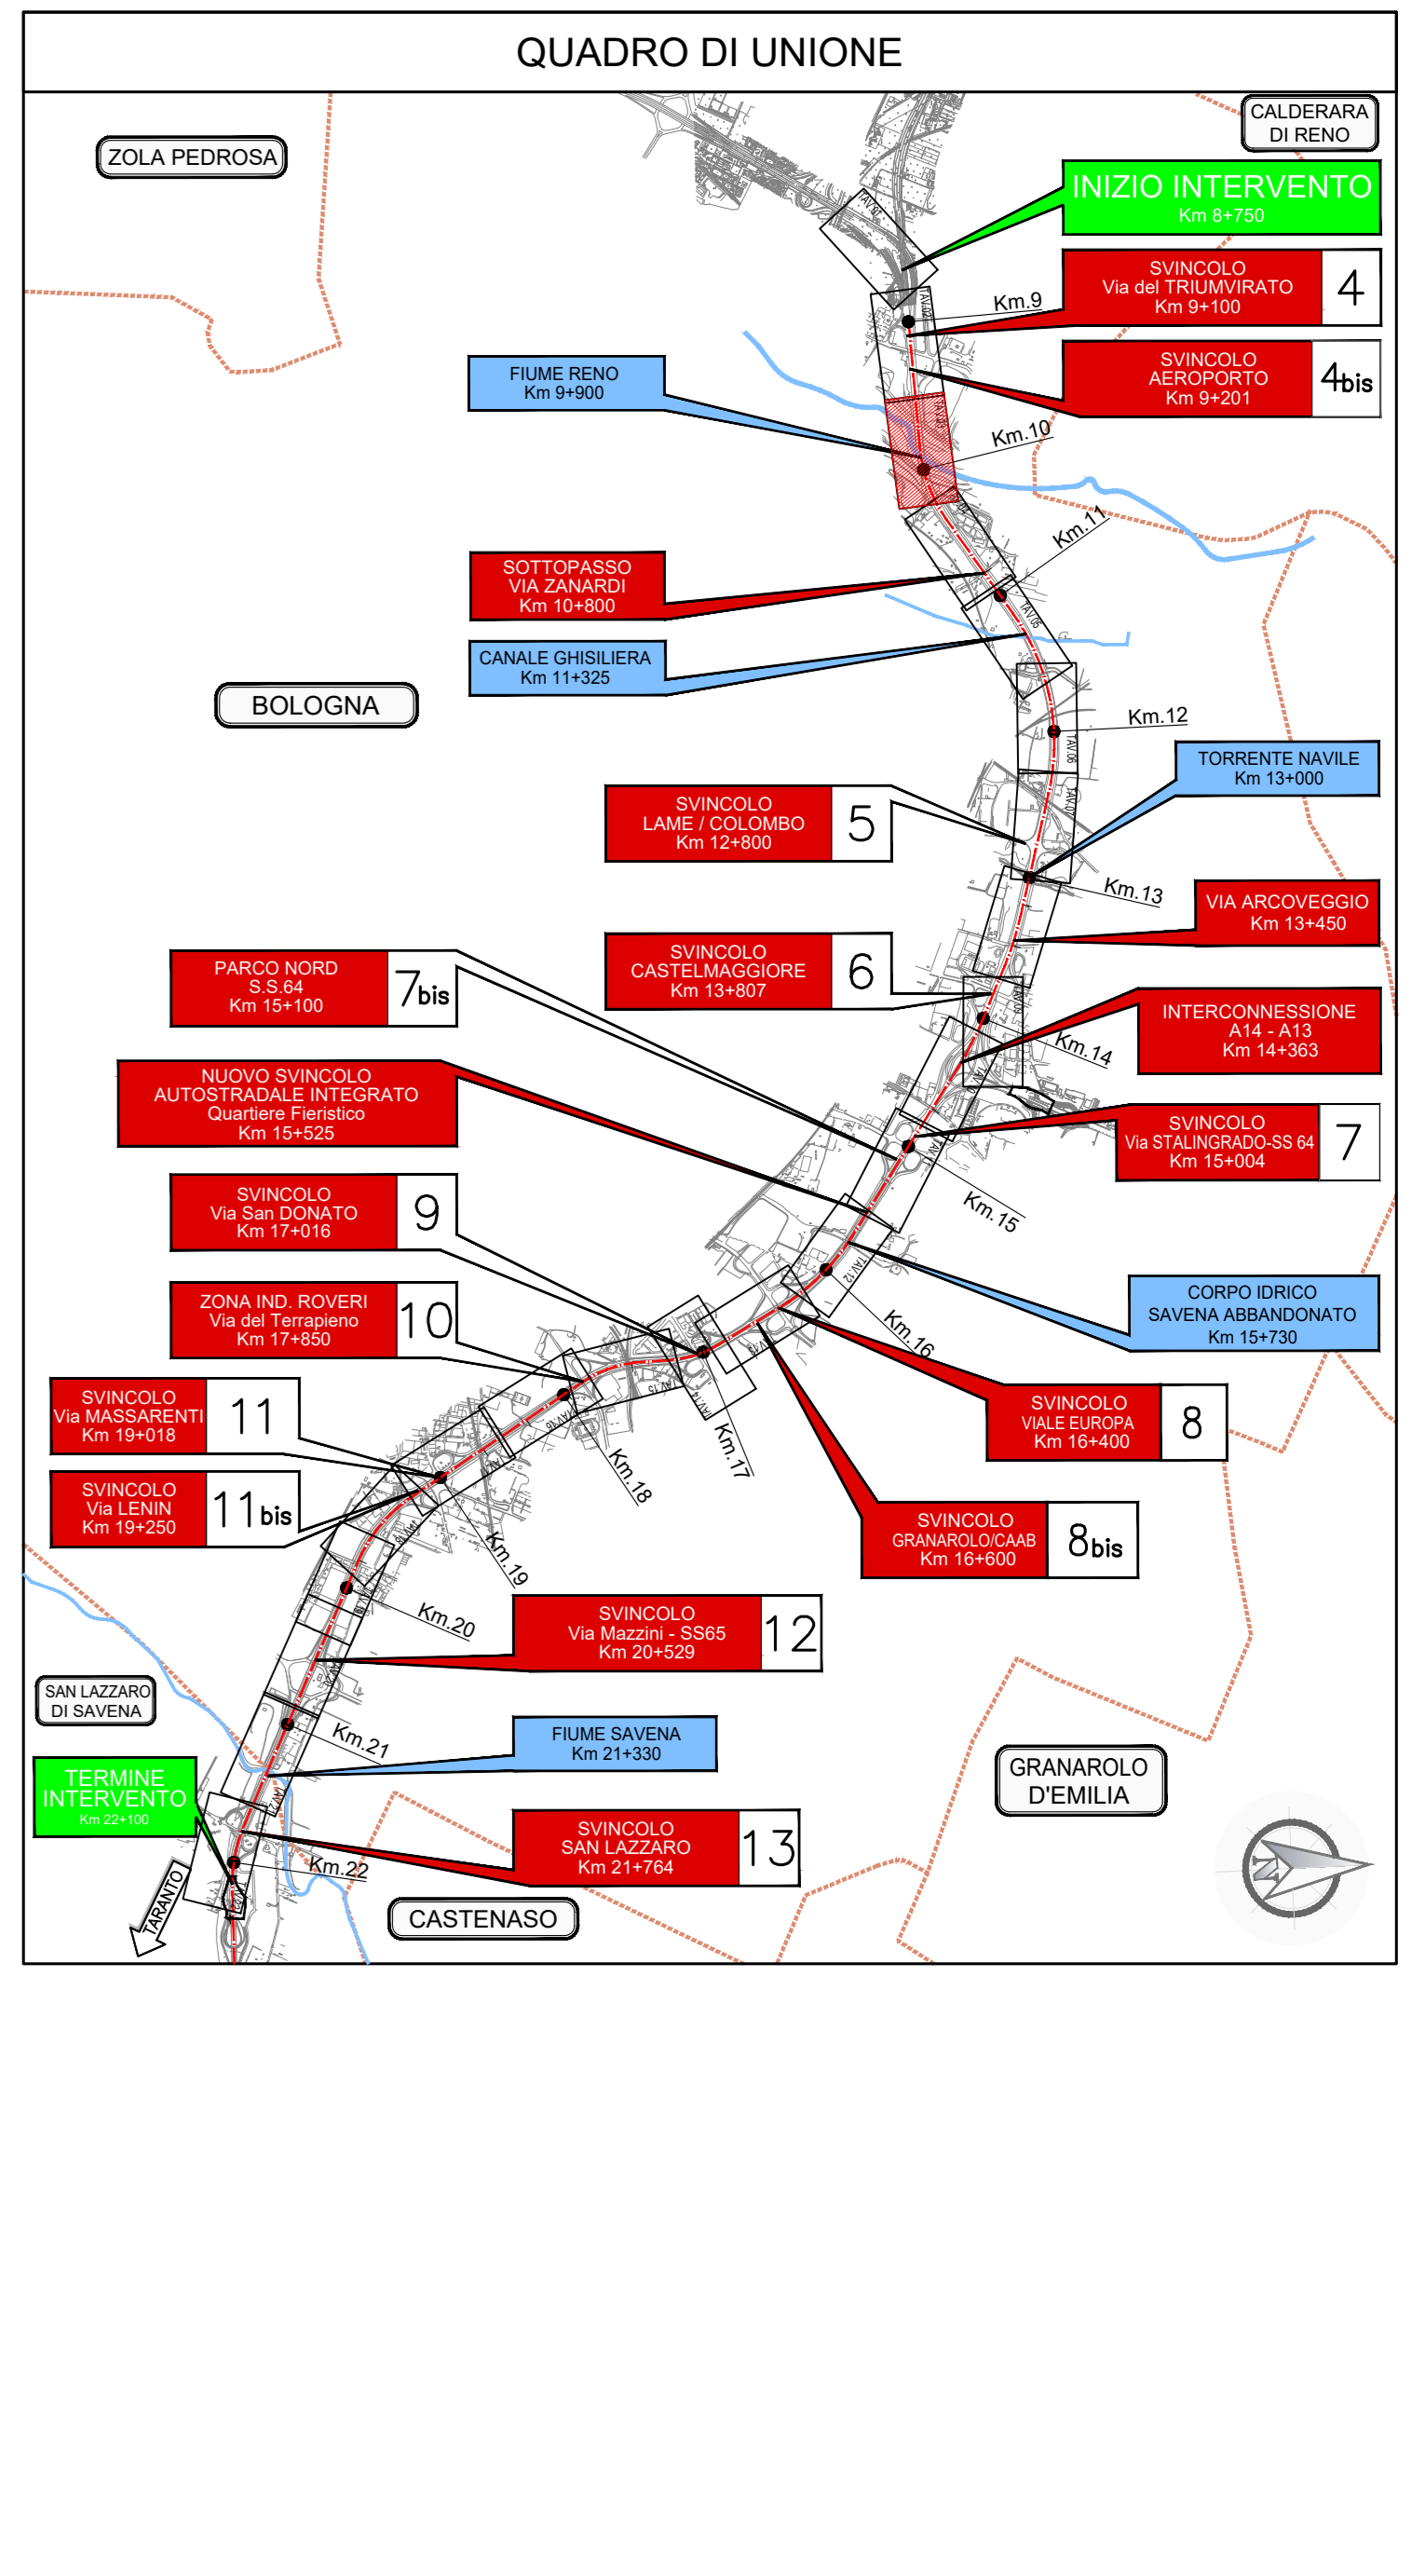 QUADRO DI UNIONE
ZOLA PEDROSA
CALDERARA
DI RENO
INIZIO INTERVENTO
Km 8+750
TAV.02
Km.9
SVINCOLO
Via del TRIUMVIRATO
Km 9+100
4
SVINCOLO
AEROPORTO
Km 9+201
4bis
FIUME RENO
Km 9+900
Km.10
Km.11
SOTTOPASSO
VIA ZANARDI
Km 10+800
TAV.05
CANALE GHISILIERA
Km 11+325
BOLOGNA
Km.12
TAV.06
TORRENTE NAVILE
Km 13+000
TAV.07
SVINCOLO
LAME / COLOMBO
Km 12+800
5
Km.13
VIA ARCOVEGGIO
Km 13+450
SVINCOLO
CASTELMAGGIORE
Km 13+807
6
PARCO NORD
S.S.64
Km 15+100
7bis
INTERCONNESSIONE
A14 - A13
Km 14+363
Km.14
NUOVO SVINCOLO
AUTOSTRADALE INTEGRATO
Quartiere Fieristico
Km 15+525
SVINCOLO
Via STALINGRADO-SS 64
Km 15+004
7
SVINCOLO
Via San DONATO
Km 17+016
9
Km.15
TAV.12
ZONA IND. ROVERI
Via del Terrapieno
Km 17+850
10
CORPO IDRICO
SAVENA ABBANDONATO
Km 15+730
Km.16
SVINCOLO
Via MASSARENTI
Km 19+018
11
SVINCOLO
VIALE EUROPA
Km 16+400
8
Km.17
Km.18
SVINCOLO
Via LENIN
Km 19+250
11bis
SVINCOLO
GRANAROLO/CAAB
Km 16+600
8bis
Km.19
Km.20
SVINCOLO
Via Mazzini - SS65
Km 20+529
12
SAN LAZZARO
DI SAVENA
Km.21
FIUME SAVENA
Km 21+330
TERMINE
INTERVENTO
Km 22+100
GRANAROLO
D'EMILIA
SVINCOLO
SAN LAZZARO
Km 21+764
13
Km.22
TARANTO
CASTENASO
N